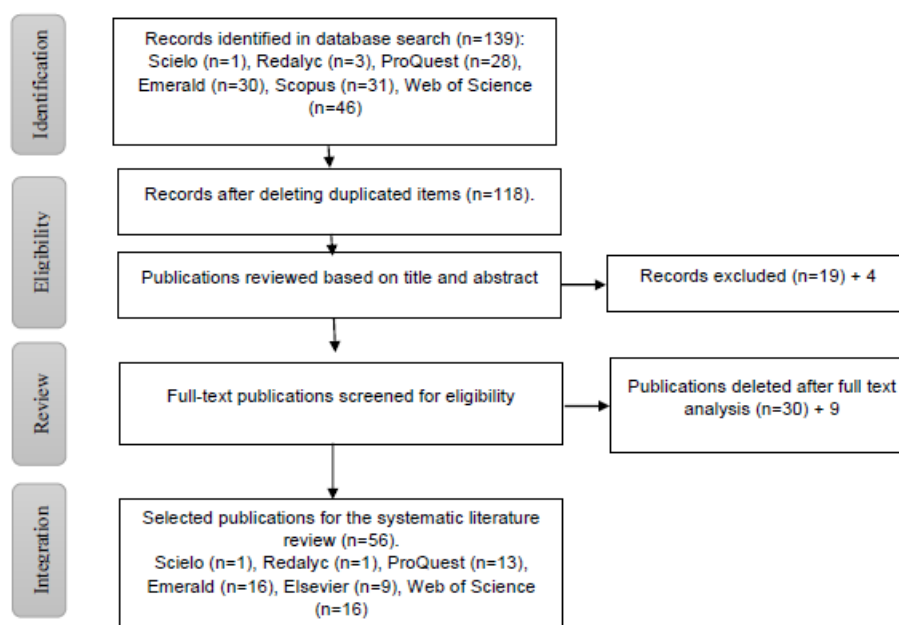 Identification
Records identified in database search (n=139):
Scielo (n=1), Redalyc (n=3), ProQuest (n=28),
Emerald (n=30), Scopus (n=31), Web of Science
(n=46)
Eligibility
Records after deleting duplicated items (n=118).
Publications reviewed based on title and abstract
Records excluded (n=19) + 4
Review
Full-text publications screened for eligibility
Publications deleted after full text
analysis (n=30) + 9
Integration
Selected publications for the systematic literature
review (n=56).
Scielo (n=1), Redalyc (n=1), ProQuest (n=13),
Emerald (n=16), Elsevier (n=9), Web of Science
(n=16)